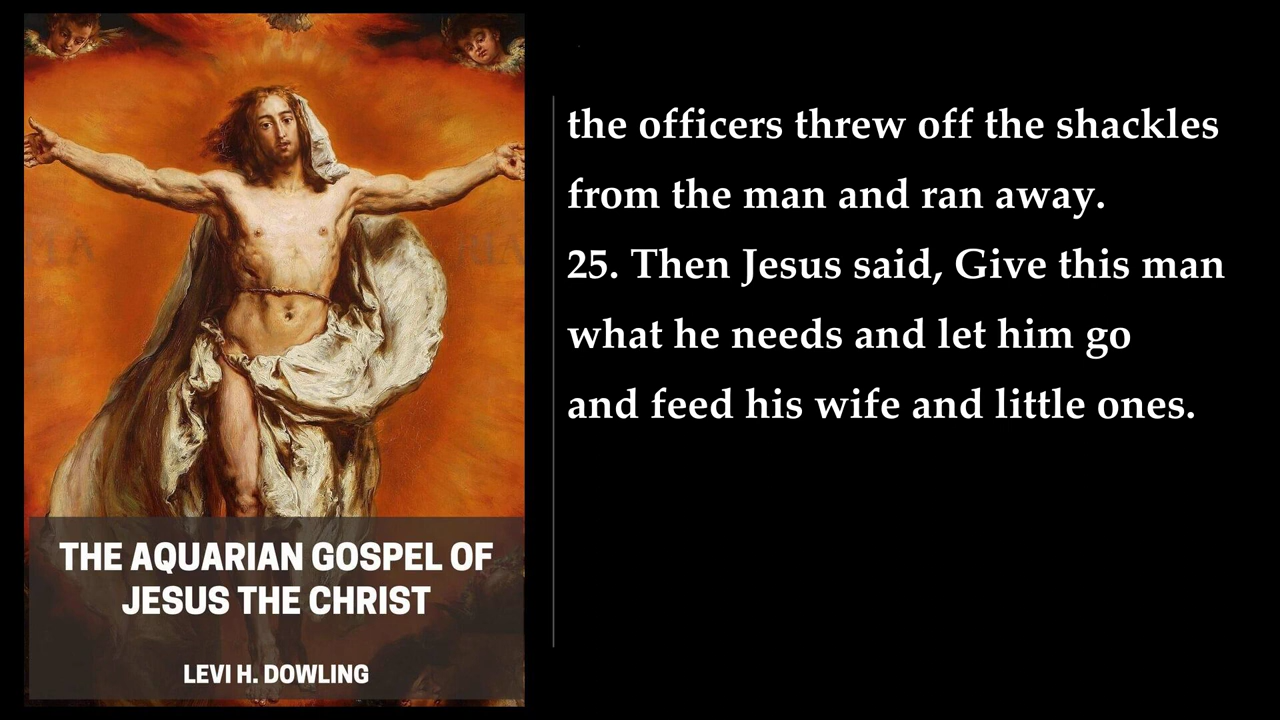 the officers threw off the shackles
from the man and ran away.
25. Then Jesus said, Give this man
what he needs and let him go
and feed his wife and little ones.
THE AQUARIAN GOSPEL OF
JESUS THE CHRIST
LEVI H. DOWLING